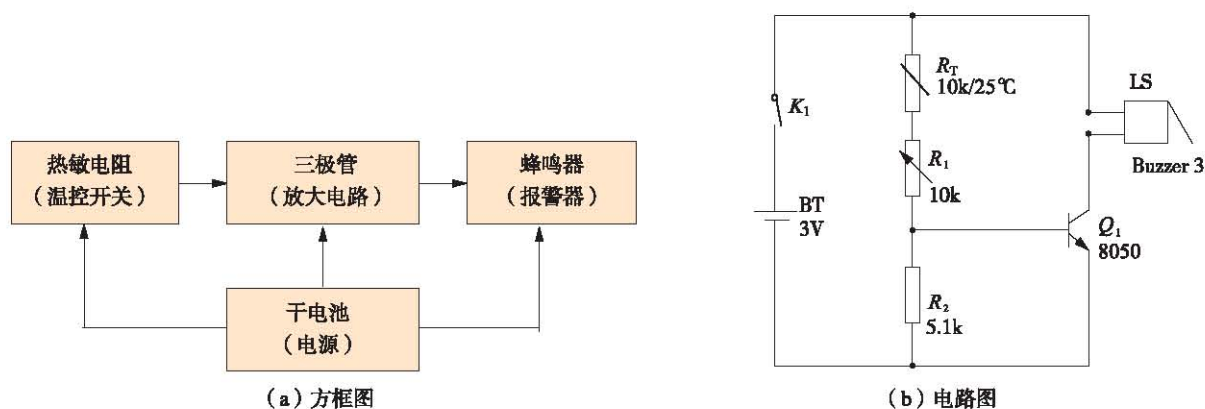 热敏电阻
（温控开关）
三极管
（放大电路）
蜂鸣器
（报警器）
干电池
（电源）
（a）方框图
K₁
BT
3V
R_T
10k/25℃
R₁
10k
R₂
5.1k
LS
Buzzer 3
Q₁
8050
（b）电路图